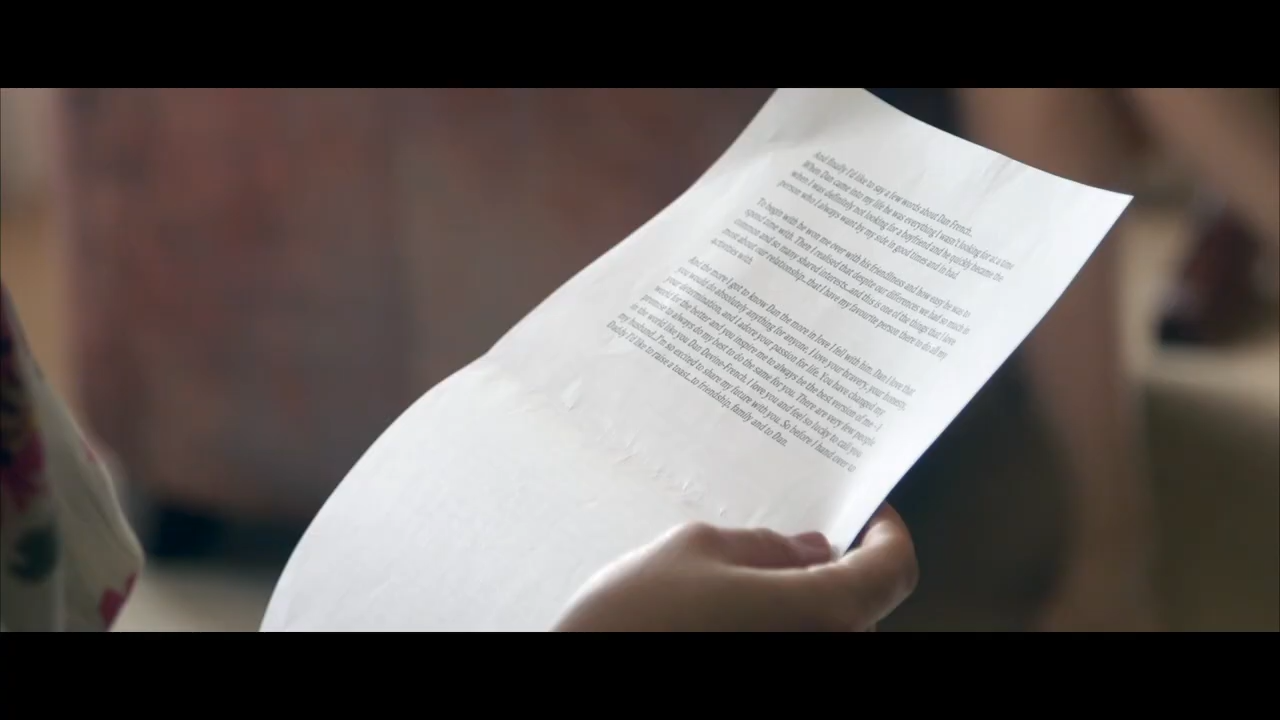 And finally I'd like to say a few words about Dan French.
When Dan came into my life he was everything I wasn't looking for at a time
when I was definitely not looking for a boyfriend and he quickly became the
person who I always want by my side in good times and in bad.
To begin with he won me over with his friendliness and how easy he was to
spend time with. Then I realised that despite our differences we had so much in
common and so many shared interests...and this is one of the things that I love
most about our relationship...that I have my favourite person there to do all my
activities with.
And the more I got to know Dan the more in love I fell with him. Dan I love that
you would do absolutely anything for anyone. I love your bravery, your honesty,
your determination, and I adore your passion for life. You have changed my
world for the better and you inspire me to always be the best version of me - I
promise to always do my best to do the same for you. There are very few people
in the world like you Dan Devine-French. I love you and feel so lucky to call you
my husband...I'm so excited to share my future with you. So before I hand over to
Daddy I'd like to raise a toast...to friendship, family and to Dan.